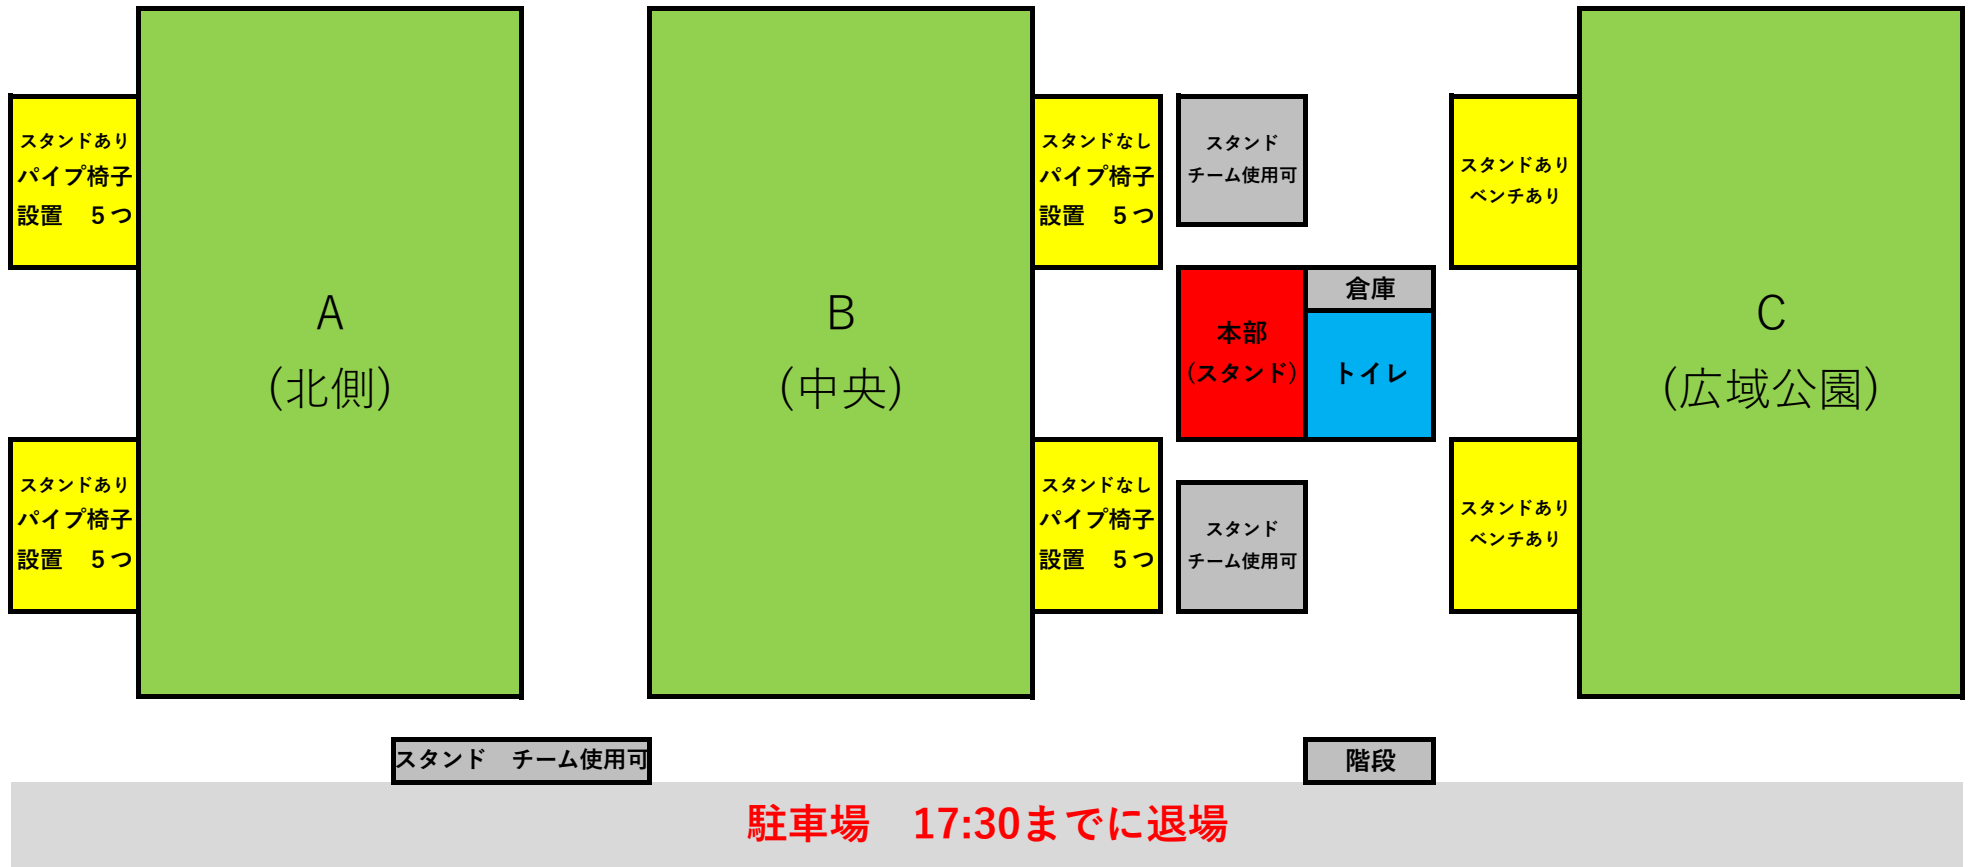 スタンドあり
パイプ椅子
設置　５つ
スタンドなし
パイプ椅子
設置　５つ
スタンド
チーム使用可
スタンドあり
ベンチあり
A
(北側)
B
(中央)
本部
(スタンド)
倉庫
トイレ
C
(広域公園)
スタンドあり
パイプ椅子
設置　５つ
スタンドなし
パイプ椅子
設置　５つ
スタンド
チーム使用可
スタンドあり
ベンチあり
スタンド　チーム使用可
階段
駐車場　17:30までに退場